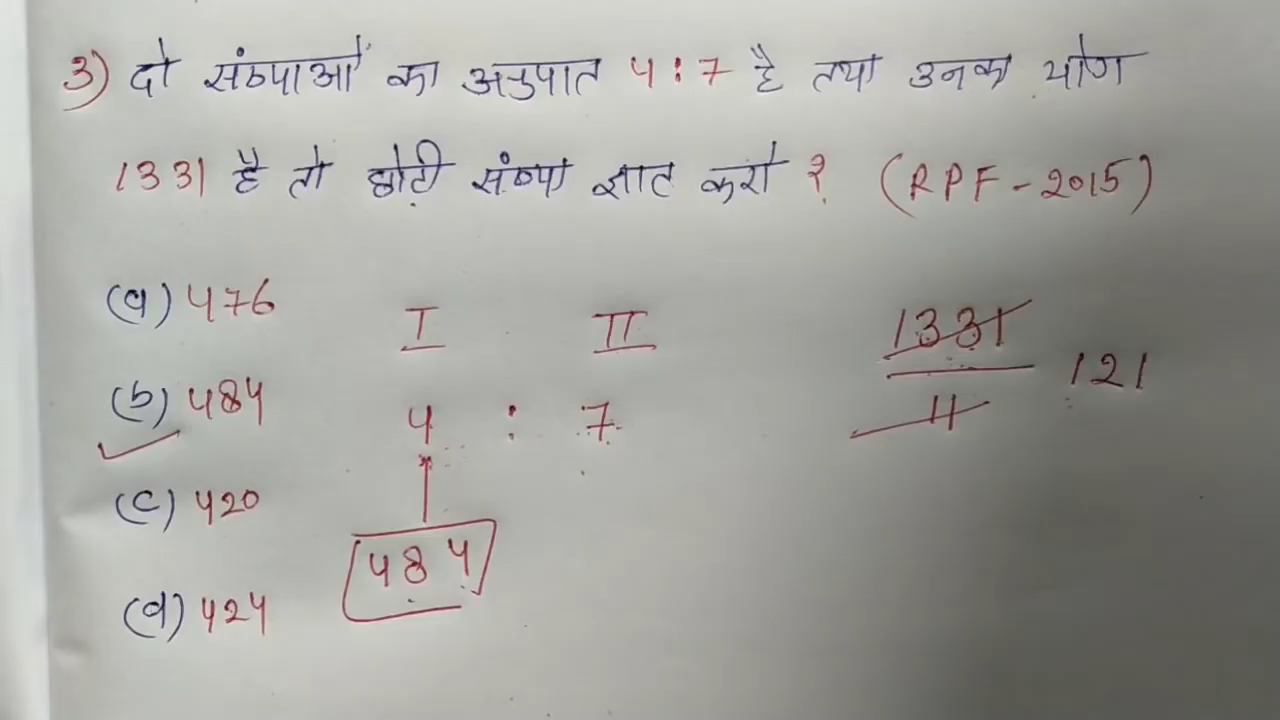 3) दो संख्याओं का अनुपात 4 : 7 है तथा उनका योग
1331 है तो छोटी संख्या ज्ञात करो ? (RPF - 2015)
(a) 476
(b) 484
(c) 420
(d) 424
I II
4 : 7
484
1331
11
121